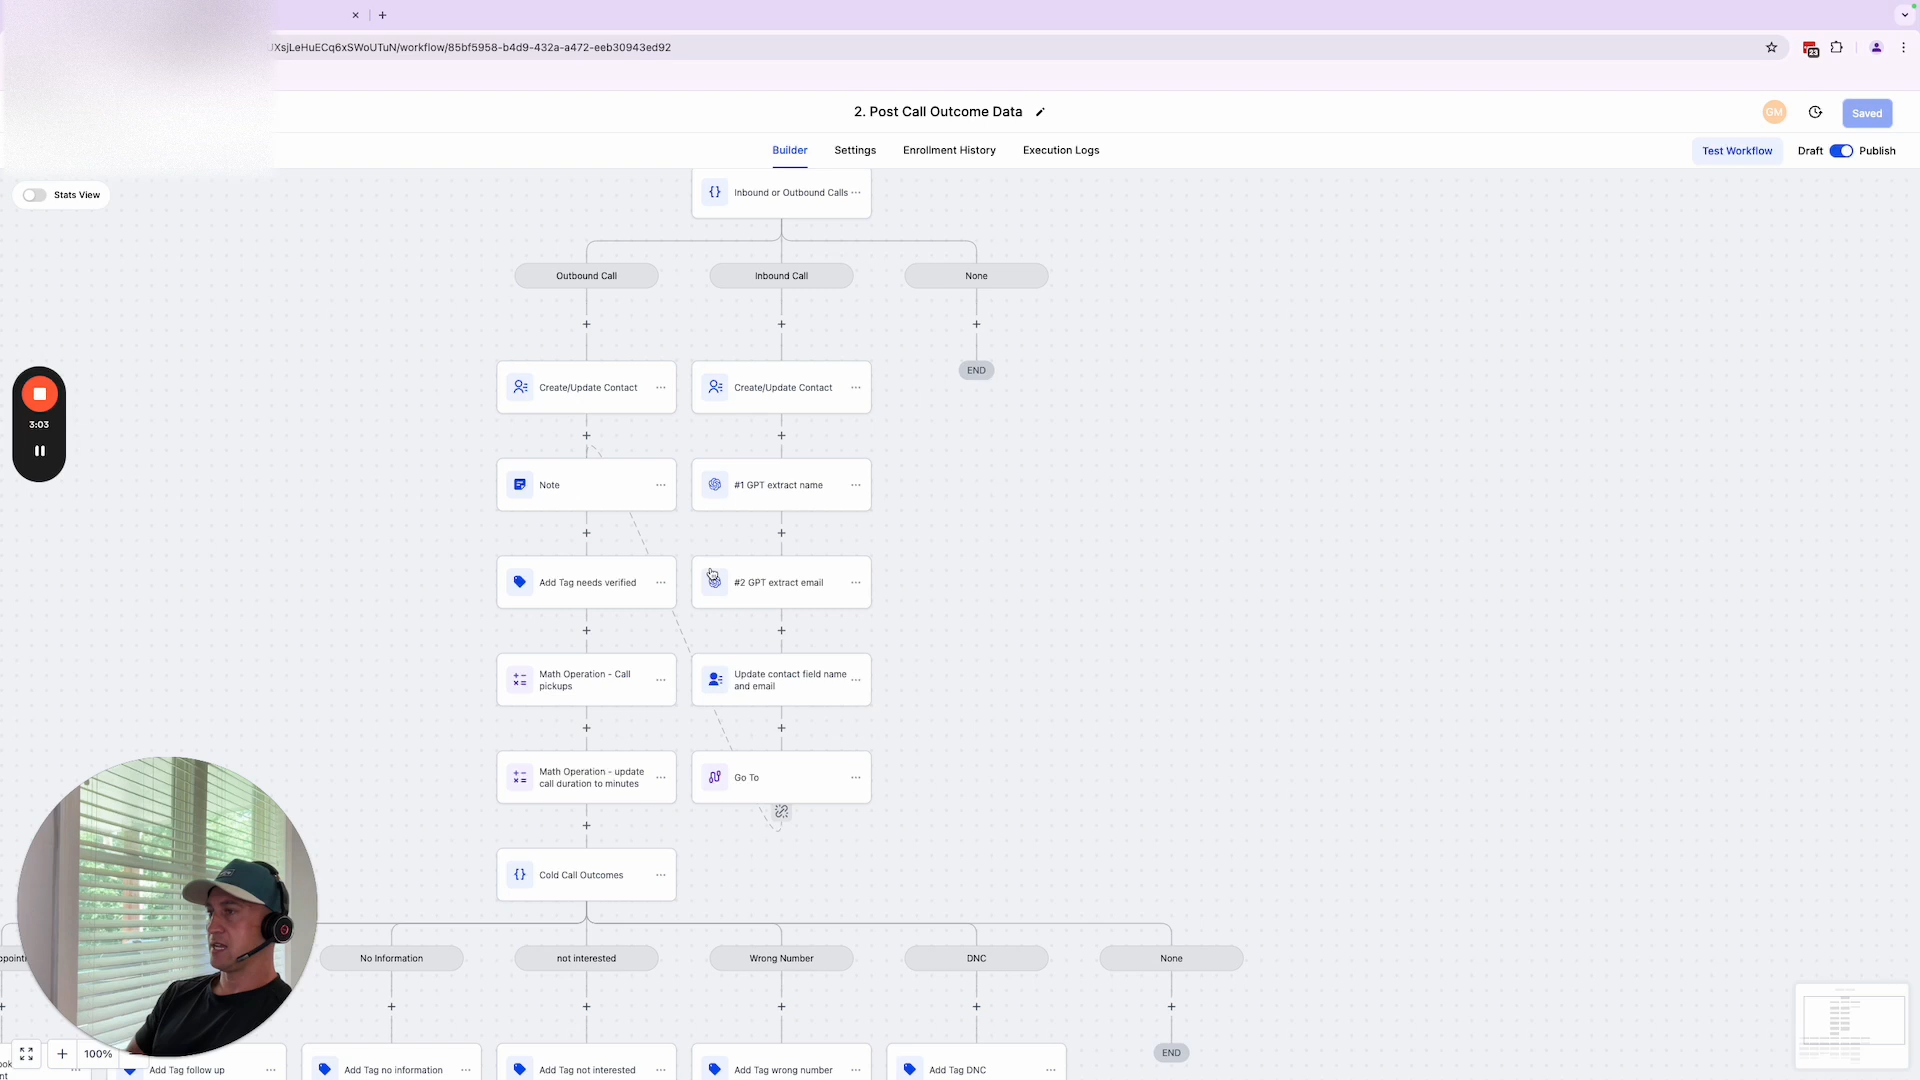 JXsjLeHuECq6xSWoUTuN/workflow/85bf5958-b4d9-432a-a472-eeb30943ed92
23
2. Post Call Outcome Data
GM
Saved
Builder
Settings
Enrollment History
Execution Logs
Test Workflow
Draft
Publish
Stats View
Inbound or Outbound Calls
Outbound Call
Inbound Call
None
END
Create/Update Contact
Create/Update Contact
3:03
Note
#1 GPT extract name
Add Tag needs verified
#2 GPT extract email
Math Operation - Call
pickups
Update contact field name
and email
Math Operation - update
call duration to minutes
Go To
Cold Call Outcomes
No Information
not interested
Wrong Number
DNC
None
END
100%
Add Tag follow up
Add Tag no information
Add Tag not interested
Add Tag wrong number
Add Tag DNC